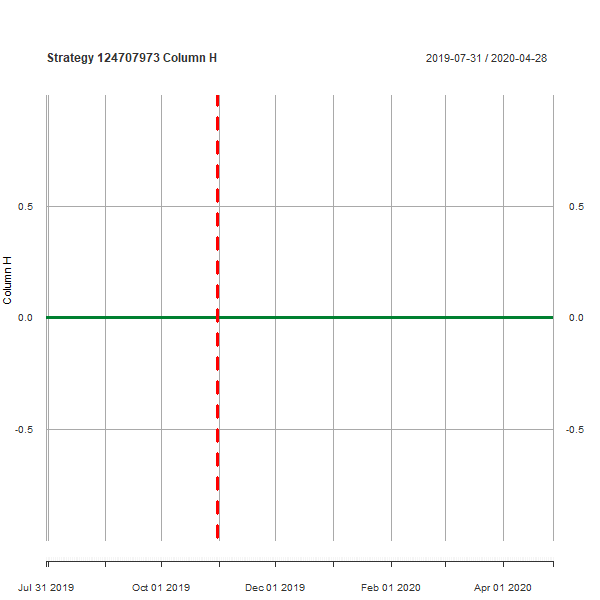 Strategy 124707973 Column H
2019-07-31 / 2020-04-28
0.5
0.5
Column H
0.0
0.0
-0.5
-0.5
Jul 31 2019
Oct 01 2019
Dec 01 2019
Feb 01 2020
Apr 01 2020